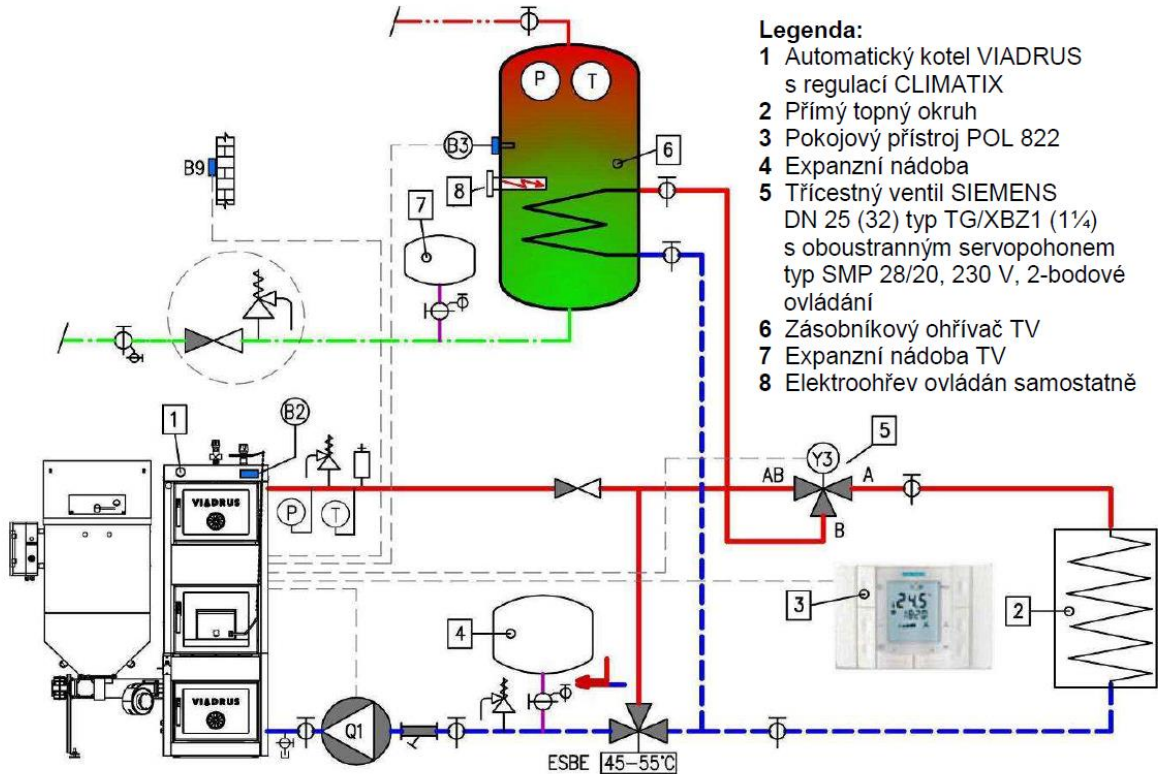 Legenda:
1 Automatický kotel VIADRUS
s regulací CLIMATIX
2 Přímý topný okruh
3 Pokojový přístroj POL 822
4 Expanzní nádoba
5 Třícestný ventil SIEMENS
DN 25 (32) typ TG/XBZ1 (1¼)
s oboustranným servopohonem
typ SMP 28/20, 230 V, 2-bodové
ovládání
6 Zásobníkový ohřívač TV
7 Expanzní nádoba TV
8 Elektroohřev ovládán samostatně
P T
B3
6
B9
8
7
1
B2
5
Y3
AB A
B
VIADRUS
P T
SIEMENS
24.5
3
2
4
VIADRUS
Q1
ESBE 45-55°C